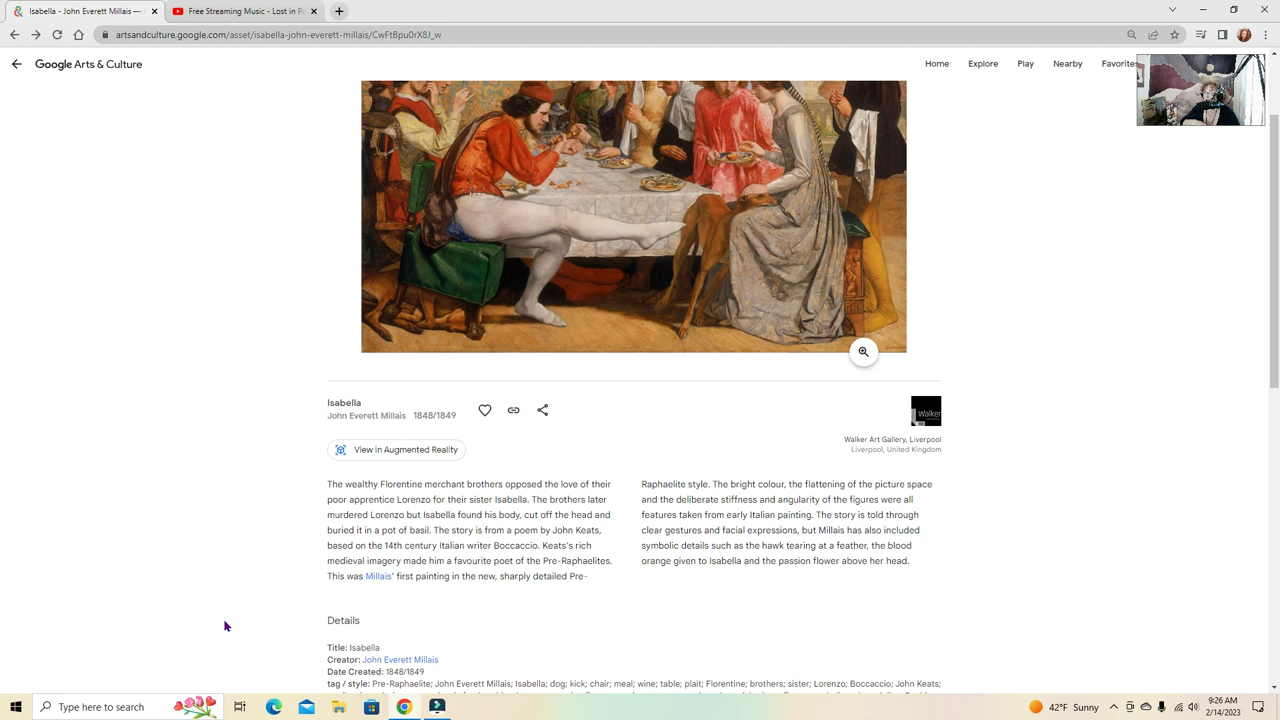 Isabella - John Everett Millais —
Free Streaming Music - Lost in Pa
artsandculture.google.com/asset/isabella-john-everett-millais/CwFtBpu0rX8J_w
Google Arts & Culture
Home Explore Play Nearby Favorites
Isabella
John Everett Millais 1848/1849
View in Augmented Reality
Walker
Walker Art Gallery, Liverpool
Liverpool, United Kingdom
The wealthy Florentine merchant brothers opposed the love of their
poor apprentice Lorenzo for their sister Isabella. The brothers later
murdered Lorenzo but Isabella found his body, cut off the head and
buried it in a pot of basil. The story is from a poem by John Keats,
based on the 14th century Italian writer Boccaccio. Keats's rich
medieval imagery made him a favourite poet of the Pre-Raphaelites.
This was Millais' first painting in the new, sharply detailed Pre-
Raphaelite style. The bright colour, the flattening of the picture space
and the deliberate stiffness and angularity of the figures were all
features taken from early Italian painting. The story is told through
clear gestures and facial expressions, but Millais has also included
symbolic details such as the hawk tearing at a feather, the blood
orange given to Isabella and the passion flower above her head.
Details
Title: Isabella
Creator: John Everett Millais
Date Created: 1848/1849
tag / style: Pre-Raphaelite; John Everett Millais; Isabella; dog; kick; chair; meal; wine; table; plait; Florentine; brothers; sister; Lorenzo; Boccaccio; John Keats;
Type here to search
42°F Sunny
9:26 AM
2/14/2023